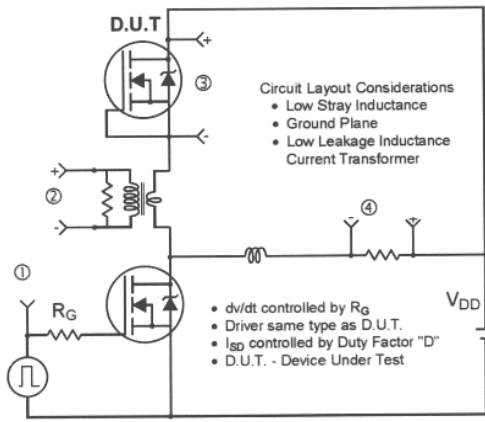 D.U.T
+
③
-
Circuit Layout Considerations
• Low Stray Inductance
• Ground Plane
• Low Leakage Inductance
Current Transformer
+
②
-
④
-
+
①
RG
• dv/dt controlled by RG
• Driver same type as D.U.T.
• ISD controlled by Duty Factor "D"
• D.U.T. - Device Under Test
VDD